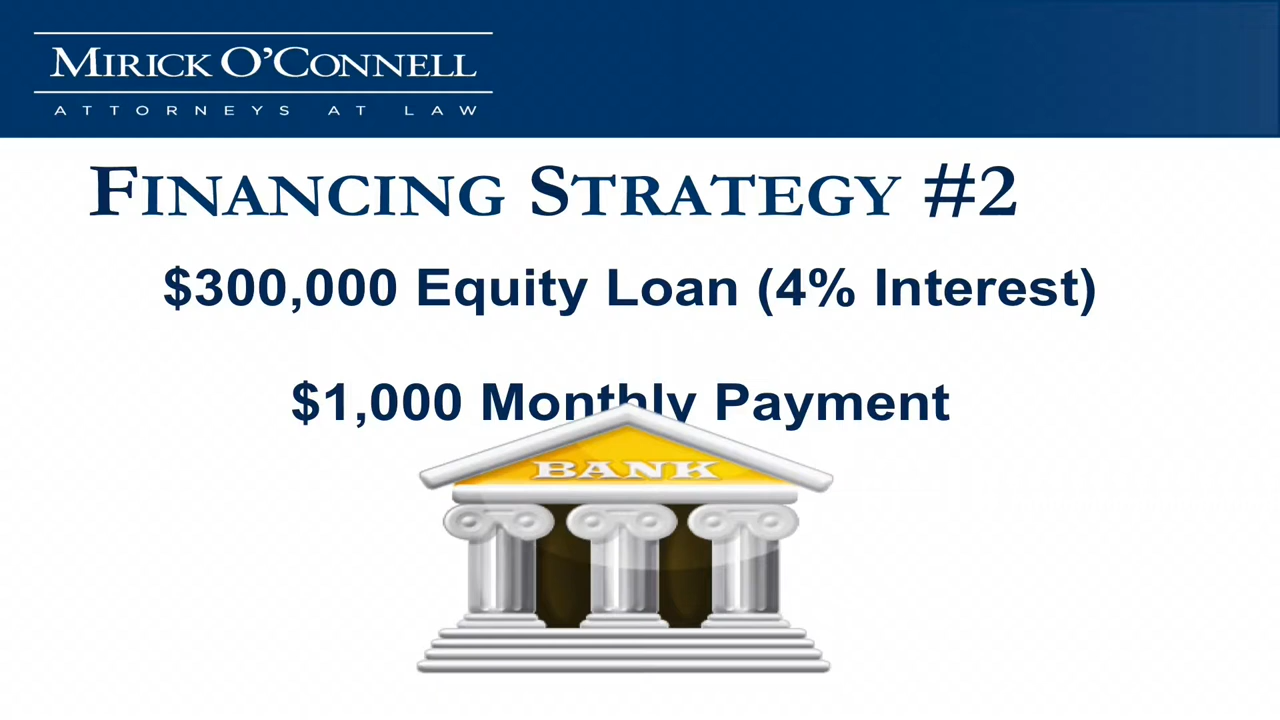 MIRICK O'CONNELL
ATTORNEYS AT LAW
FINANCING STRATEGY #2
$300,000 Equity Loan (4% Interest)
$1,000 Monthly Payment
BANK